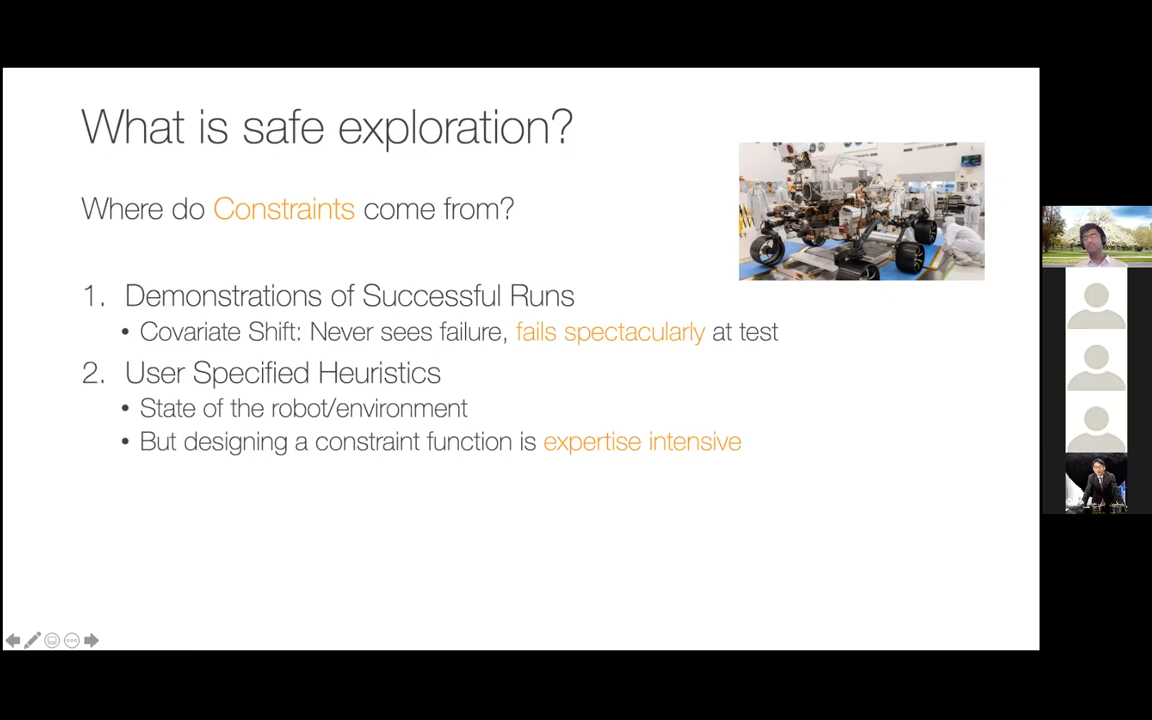 What is safe exploration?
Where do Constraints come from?
1. Demonstrations of Successful Runs
• Covariate Shift: Never sees failure, fails spectacularly at test
2. User Specified Heuristics
• State of the robot/environment
• But designing a constraint function is expertise intensive